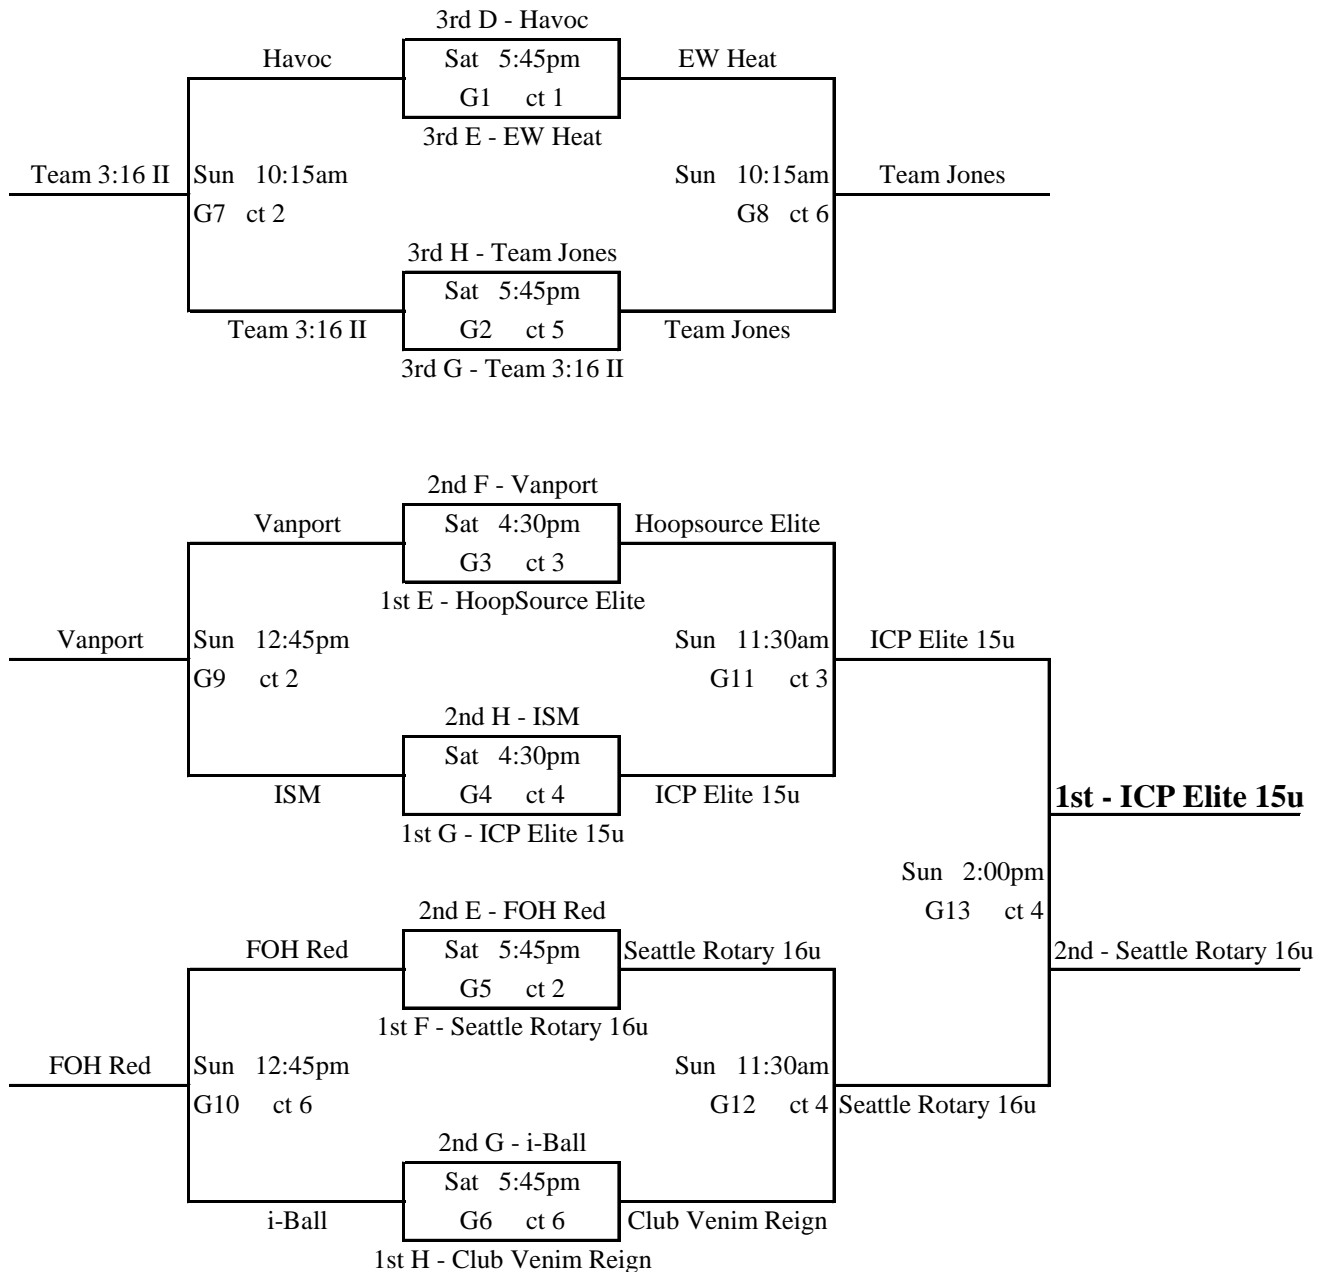 3rd D - Havoc
Havoc
Sat 5:45pm
EW Heat
G1 ct 1
3rd E - EW Heat
Team 3:16 II
Sun 10:15am
Sun 10:15am
Team Jones
G7 ct 2
G8 ct 6
3rd H - Team Jones
Sat 5:45pm
Team 3:16 II
G2 ct 5
Team Jones
3rd G - Team 3:16 II
2nd F - Vanport
Vanport
Sat 4:30pm
Hoopsource Elite
G3 ct 3
1st E - HoopSource Elite
Vanport
Sun 12:45pm
Sun 11:30am
ICP Elite 15u
G9 ct 2
G11 ct 3
2nd H - ISM
Sat 4:30pm
ISM
G4 ct 4
ICP Elite 15u
1st - ICP Elite 15u
1st G - ICP Elite 15u
Sun 2:00pm
G13 ct 4
2nd E - FOH Red
FOH Red
Sat 5:45pm
Seattle Rotary 16u
2nd - Seattle Rotary 16u
G5 ct 2
1st F - Seattle Rotary 16u
FOH Red
Sun 12:45pm
Sun 11:30am
G10 ct 6
G12 ct 4
Seattle Rotary 16u
2nd G - i-Ball
Sat 5:45pm
i-Ball
G6 ct 6
Club Venim Reign
1st H - Club Venim Reign